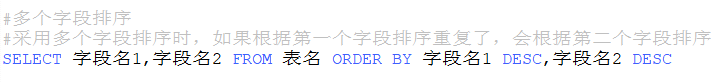 #多个字段排序
#采用多个字段排序时，如果根据第一个字段排序重复了，会根据第二个字段排序
SELECT 字段名1,字段名2 FROM 表名 ORDER BY 字段名1 DESC,字段名2 DESC